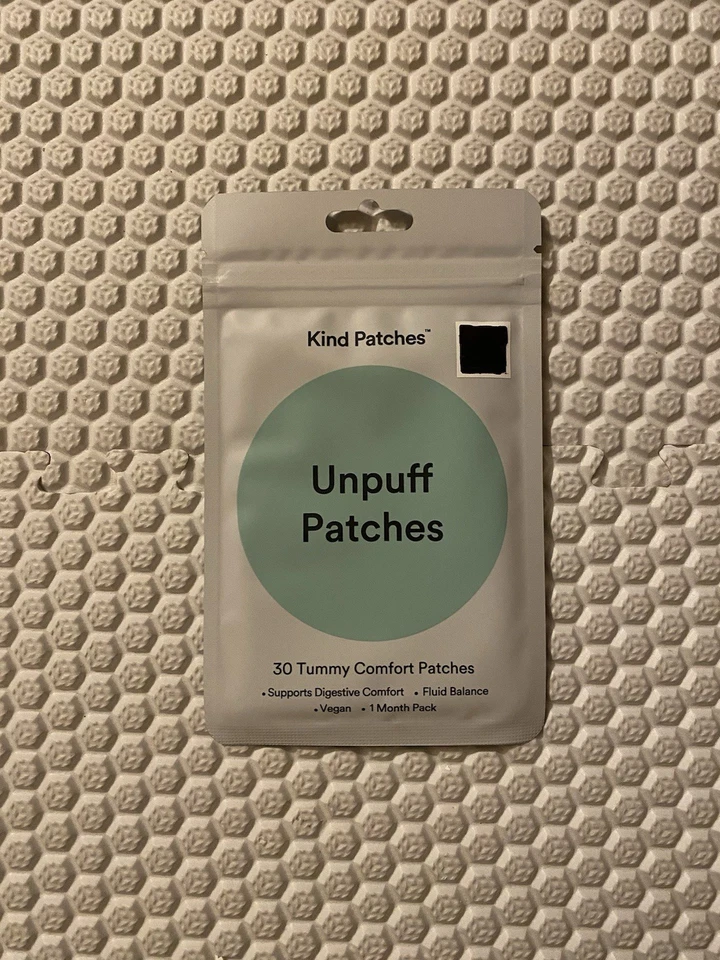 Kind Patches™
Unpuff
Patches
30 Tummy Comfort Patches
• Supports Digestive Comfort • Fluid Balance
• Vegan • 1 Month Pack